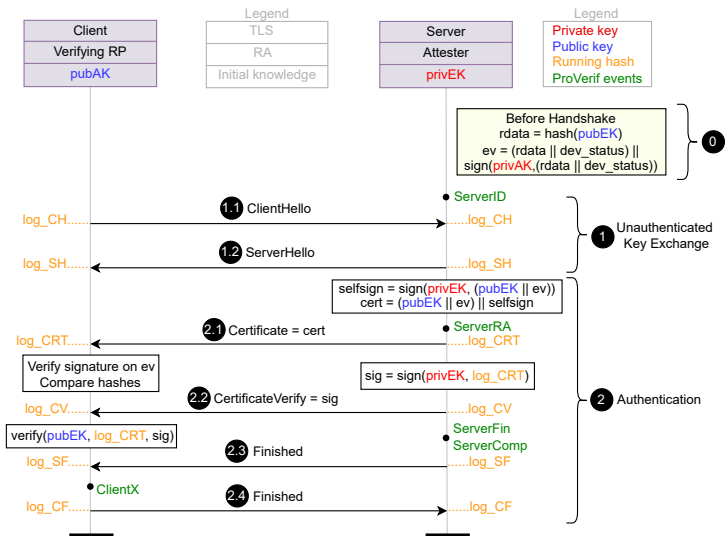 Client
Verifying RP
pubAK
Legend
TLS
RA
Initial knowledge
Server
Attester
privEK
Legend
Private key
Public key
Running hash
ProVerif events
Before Handshake
rdata = hash(pubEK)
ev = (rdata || dev_status) ||
sign(privAK,(rdata || dev_status))
0
ServerID
log_CH......
1.1 ClientHello
......log_CH
log_SH......
1.2 ServerHello
......log_SH
1 Unauthenticated
Key Exchange
selfsign = sign(privEK, (pubEK || ev))
cert = (pubEK || ev) || selfsign
ServerRA
log_CRT.....
2.1 Certificate = cert
......log_CRT
Verify signature on ev
Compare hashes
sig = sign(privEK, log_CRT)
log_CV......
2.2 CertificateVerify = sig
......log_CV
2 Authentication
verify(pubEK, log_CRT, sig)
ServerFin
ServerComp
log_SF......
2.3 Finished
......log_SF
ClientX
log_CF......
2.4 Finished
......log_CF